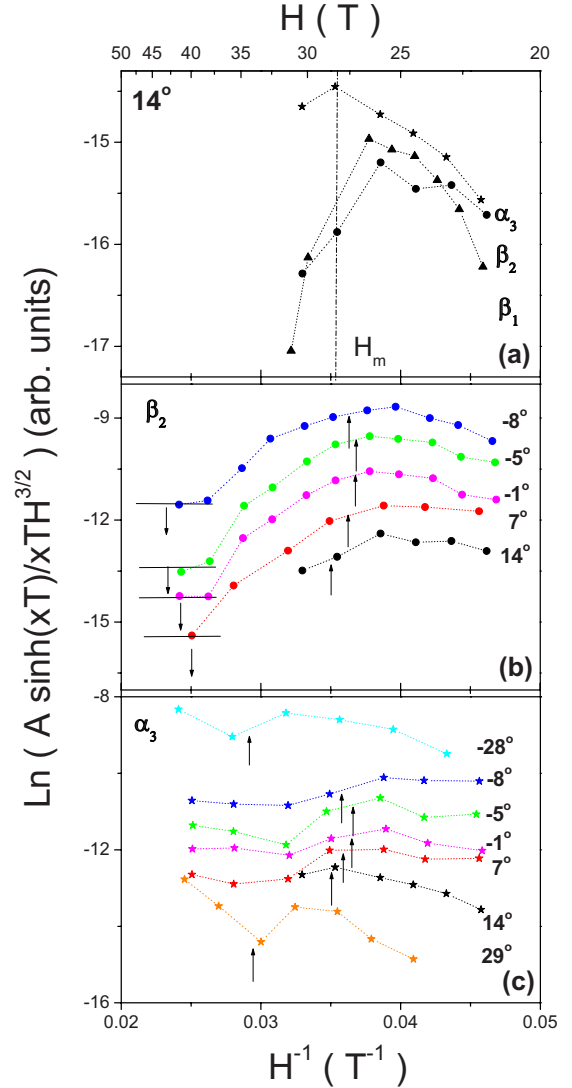 H ( T )
50 45 40 35 30 25 20
14°
-15
-16
-17
α₃
β₂
β₁
Hₘ
(a)
β₂
-9
-12
-15
-8°
-5°
-1°
7°
14°
(b)
α₃
-8
-12
-16
-28°
-8°
-5°
-1°
7°
14°
29°
(c)
0.02 0.03 0.04 0.05
H⁻¹ ( T⁻¹ )
Ln ( A sinh(xT)/xTH³ᐟ² ) (arb. units)